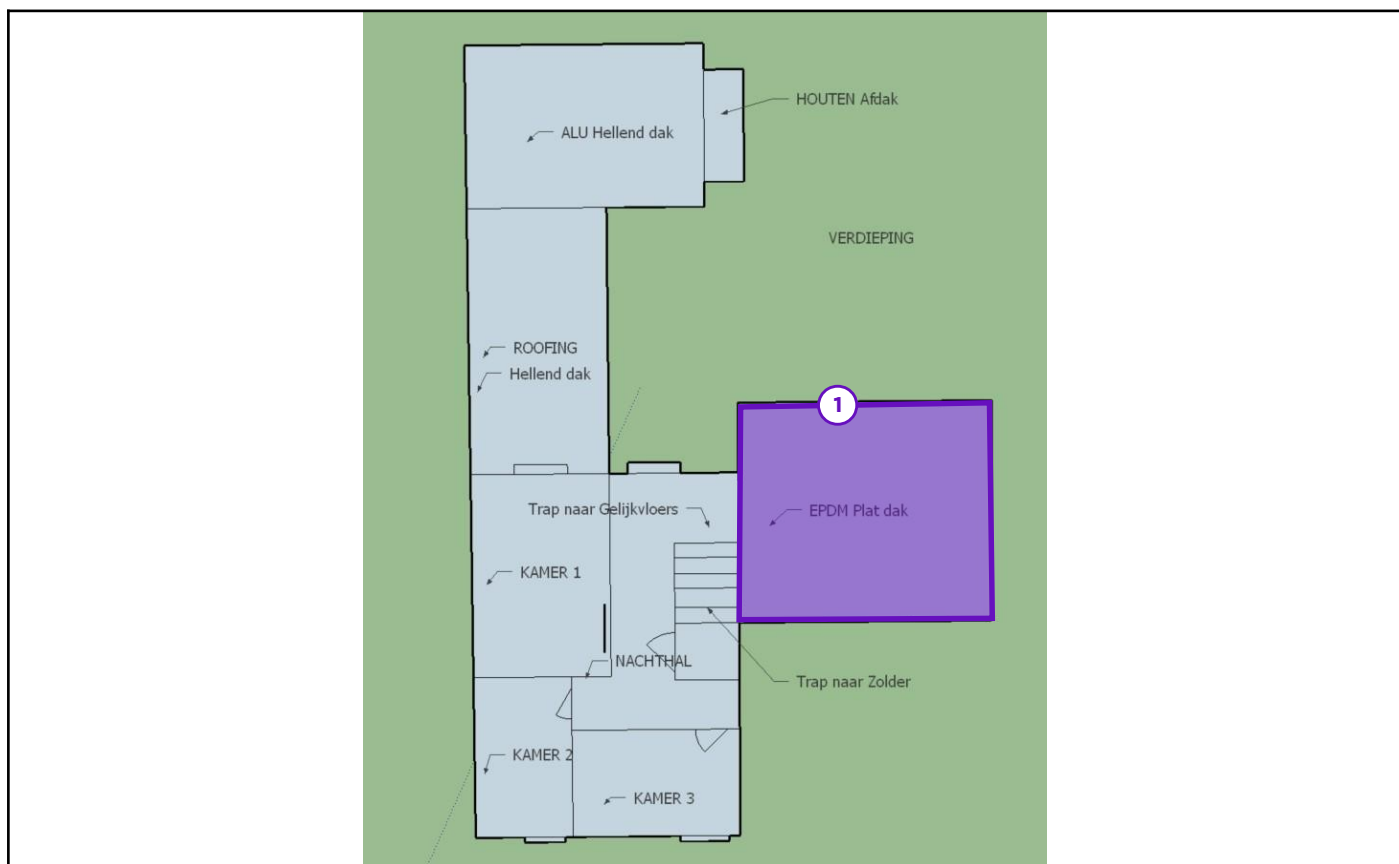 HOUTEN Afdak
ALU Hellend dak
VERDIEPING
ROOFING
Hellend dak
1
Trap naar Gelijkvloers
EPDM Plat dak
KAMER 1
NACHTHAL
Trap naar Zolder
KAMER 2
KAMER 3